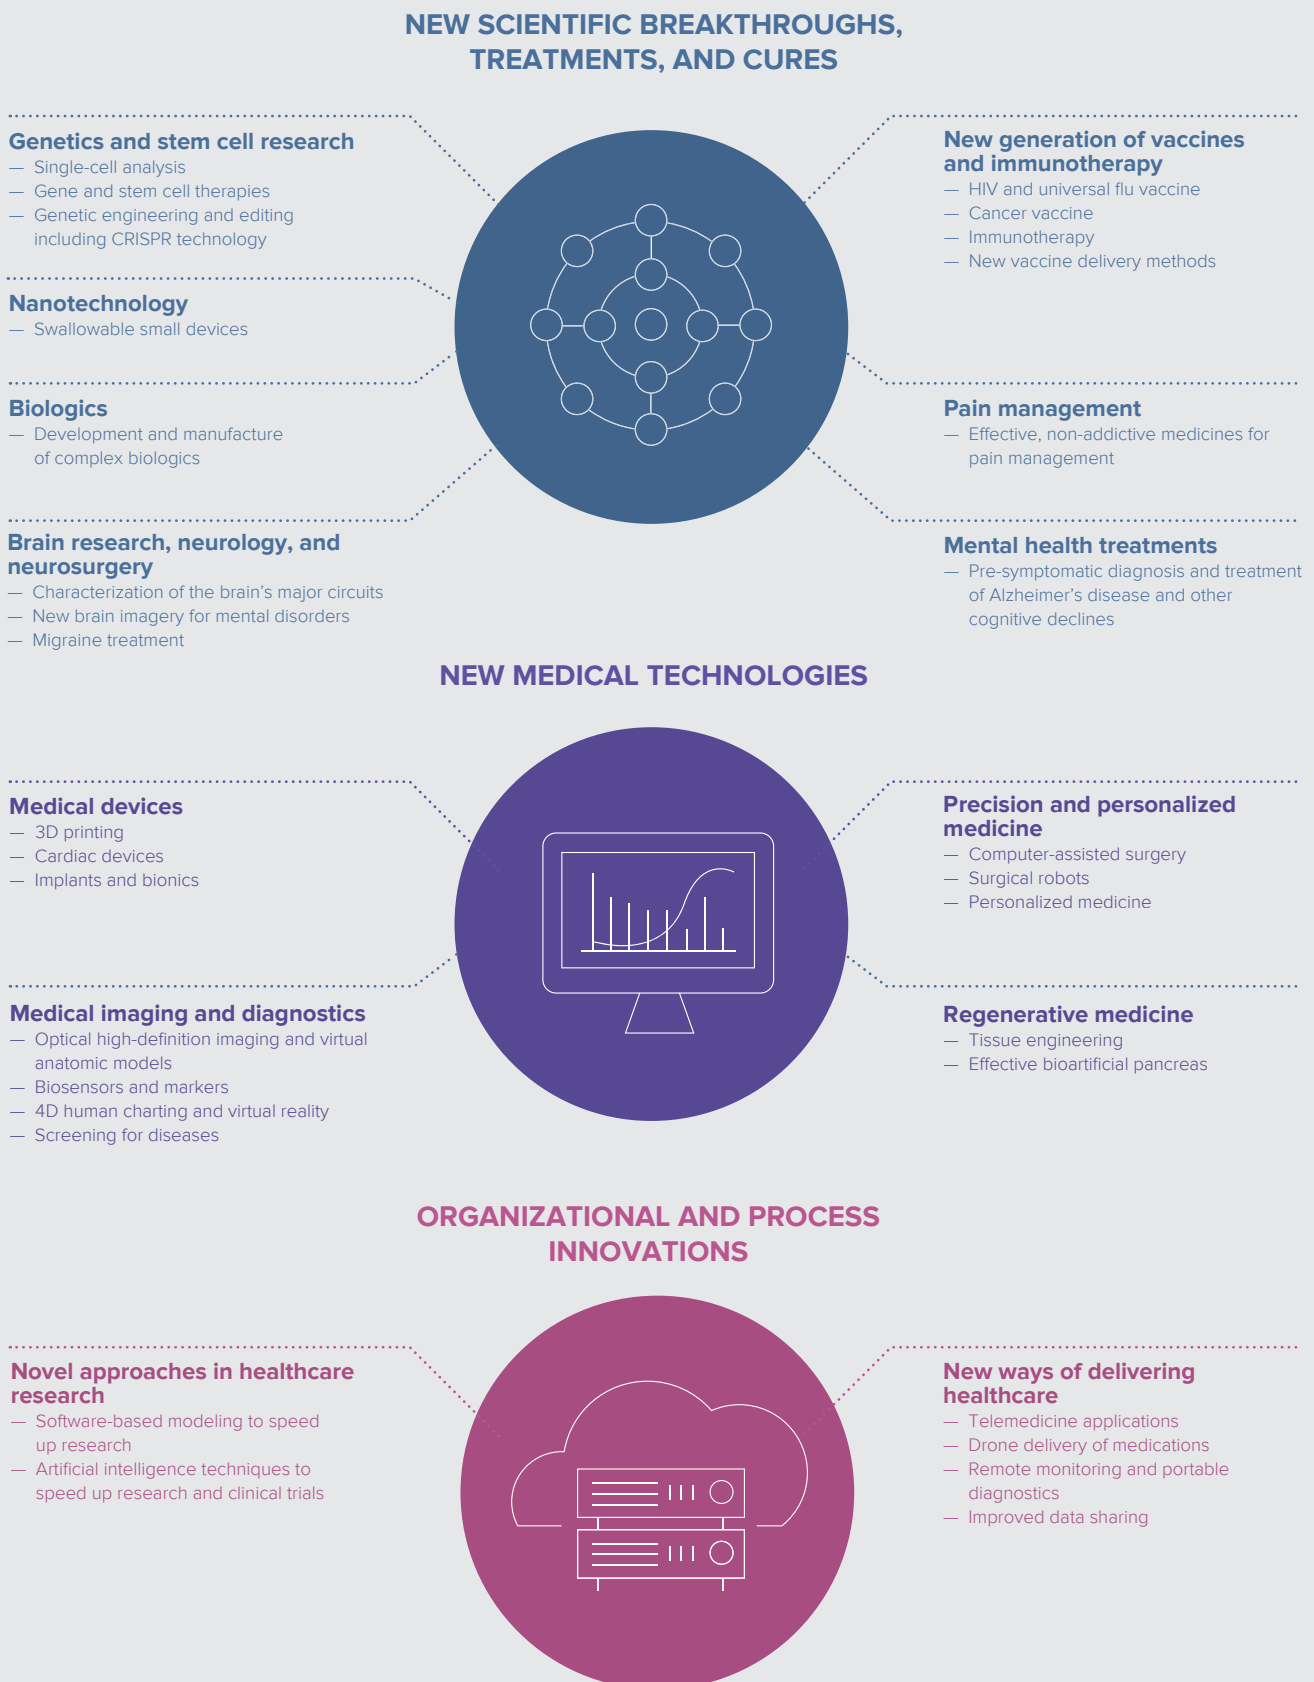 NEW SCIENTIFIC BREAKTHROUGHS,
TREATMENTS, AND CURES
Genetics and stem cell research
— Single-cell analysis
— Gene and stem cell therapies
— Genetic engineering and editing
including CRISPR technology
Nanotechnology
— Swallowable small devices
Biologics
— Development and manufacture
of complex biologics
Brain research, neurology, and
neurosurgery
— Characterization of the brain’s major circuits
— New brain imagery for mental disorders
— Migraine treatment
New generation of vaccines
and immunotherapy
— HIV and universal flu vaccine
— Cancer vaccine
— Immunotherapy
— New vaccine delivery methods
Pain management
— Effective, non-addictive medicines for
pain management
Mental health treatments
— Pre-symptomatic diagnosis and treatment
of Alzheimer’s disease and other
cognitive declines
NEW MEDICAL TECHNOLOGIES
Medical devices
— 3D printing
— Cardiac devices
— Implants and bionics
Medical imaging and diagnostics
— Optical high-definition imaging and virtual
anatomic models
— Biosensors and markers
— 4D human charting and virtual reality
— Screening for diseases
Precision and personalized
medicine
— Computer-assisted surgery
— Surgical robots
— Personalized medicine
Regenerative medicine
— Tissue engineering
— Effective bioartificial pancreas
ORGANIZATIONAL AND PROCESS
INNOVATIONS
Novel approaches in healthcare
research
— Software-based modeling to speed
up research
— Artificial intelligence techniques to
speed up research and clinical trials
New ways of delivering
healthcare
— Telemedicine applications
— Drone delivery of medications
— Remote monitoring and portable
diagnostics
— Improved data sharing